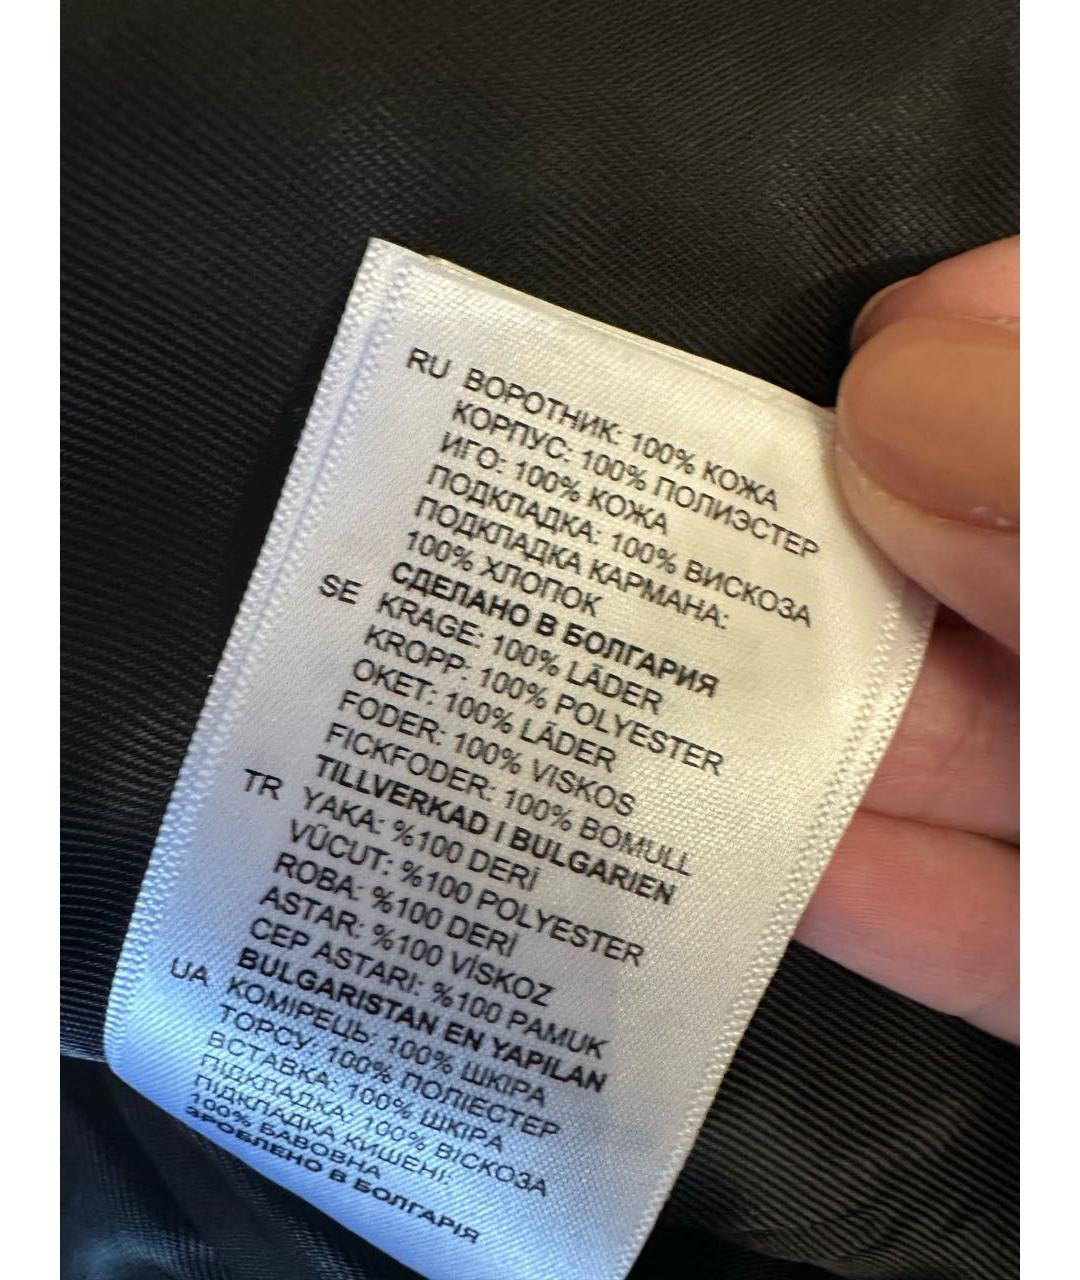 RU ВОРОТНИК: 100% КОЖА
КОРПУС: 100% ПОЛИЭСТЕР
ИГО: 100% КОЖА
ПОДКЛАДКА: 100% ВИСКОЗА
ПОДКЛАДКА КАРМАНА:
100% ХЛОПОК
СДЕЛАНО В БОЛГАРИЯ
SE KRAGE: 100% LÄDER
KROPP: 100% POLYESTER
OKET: 100% LÄDER
FODER: 100% VISKOS
FICKFODER: 100% BOMULL
TILLVERKAD I BULGARIEN
TR YAKA: %100 DERİ
VÜCUT: %100 POLYESTER
ROBA: %100 DERİ
ASTAR: %100 VİSKOZ
CEP ASTARI: %100 PAMUK
BULGARISTAN EN YAPILAN
UA КОМІРЕЦЬ: 100% ШКІРА
ТОРСУ: 100% ПОЛІЕСТЕР
ВСТАВКА: 100% ШКІРА
ПІДКЛАДКА: 100% ВІСКОЗА
ПІДКЛАДКА КИШЕНІ:
100% БАВОВНА
ЗРОБЛЕНО В БОЛГАРІЯ